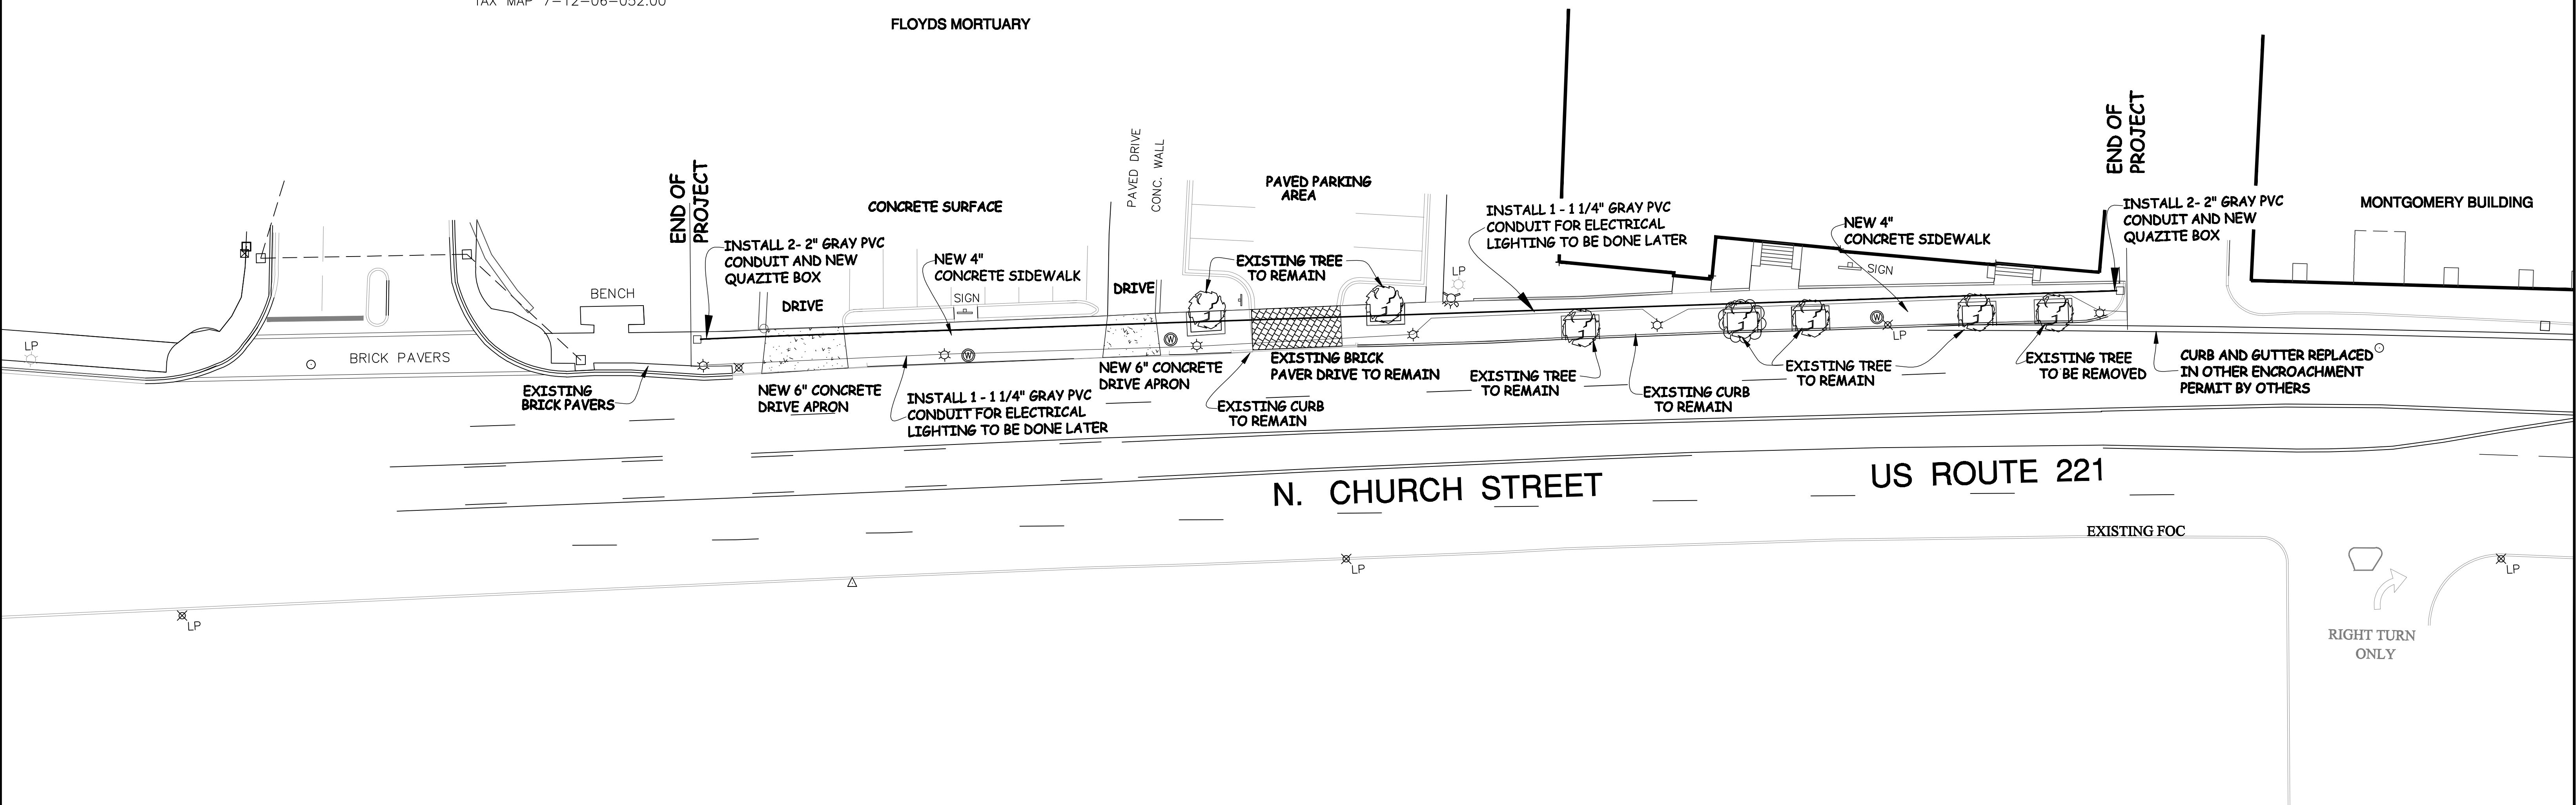 TAX MAP 7-12-06-052.00
FLOYDS MORTUARY
END OF
PROJECT
INSTALL 2- 2" GRAY PVC
CONDUIT AND NEW
QUAZITE BOX
CONCRETE SURFACE
NEW 4"
CONCRETE SIDEWALK
PAVED DRIVE
CONC. WALL
PAVED PARKING
AREA
EXISTING TREE
TO REMAIN
LP
INSTALL 1 - 1 1/4" GRAY PVC
CONDUIT FOR ELECTRICAL
LIGHTING TO BE DONE LATER
NEW 4"
CONCRETE SIDEWALK
SIGN
END OF
PROJECT
INSTALL 2- 2" GRAY PVC
CONDUIT AND NEW
QUAZITE BOX
MONTGOMERY BUILDING
BENCH
DRIVE
SIGN
DRIVE
LP
BRICK PAVERS
W
W
W
LP
EXISTING
BRICK PAVERS
NEW 6" CONCRETE
DRIVE APRON
INSTALL 1 - 1 1/4" GRAY PVC
CONDUIT FOR ELECTRICAL
LIGHTING TO BE DONE LATER
NEW 6" CONCRETE
DRIVE APRON
EXISTING CURB
TO REMAIN
EXISTING BRICK
PAVER DRIVE TO REMAIN
EXISTING TREE
TO REMAIN
EXISTING CURB
TO REMAIN
EXISTING TREE
TO REMAIN
EXISTING TREE
TO BE REMOVED
CURB AND GUTTER REPLACED
IN OTHER ENCROACHMENT
PERMIT BY OTHERS
N. CHURCH STREET
US ROUTE 221
EXISTING FOC
LP
LP
LP
RIGHT TURN
ONLY